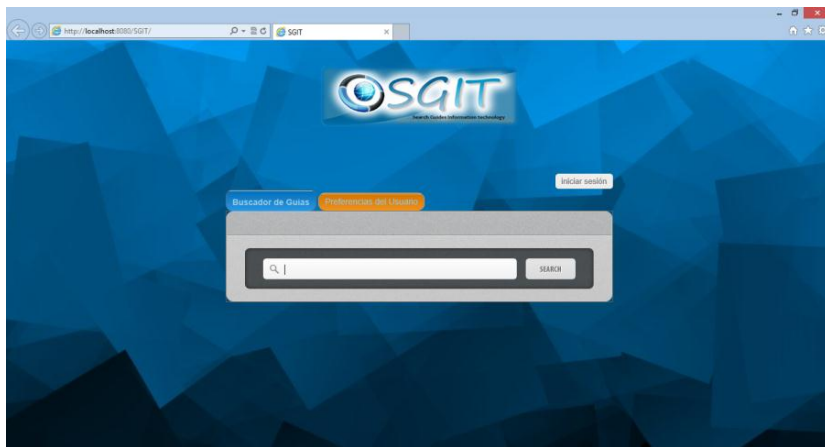 http://localhost:8080/SGIT/
SGIT
SGIT
Search Guides Information technology
iniciar sesión
Buscador de Guias
Preferencias del Usuario
SEARCH